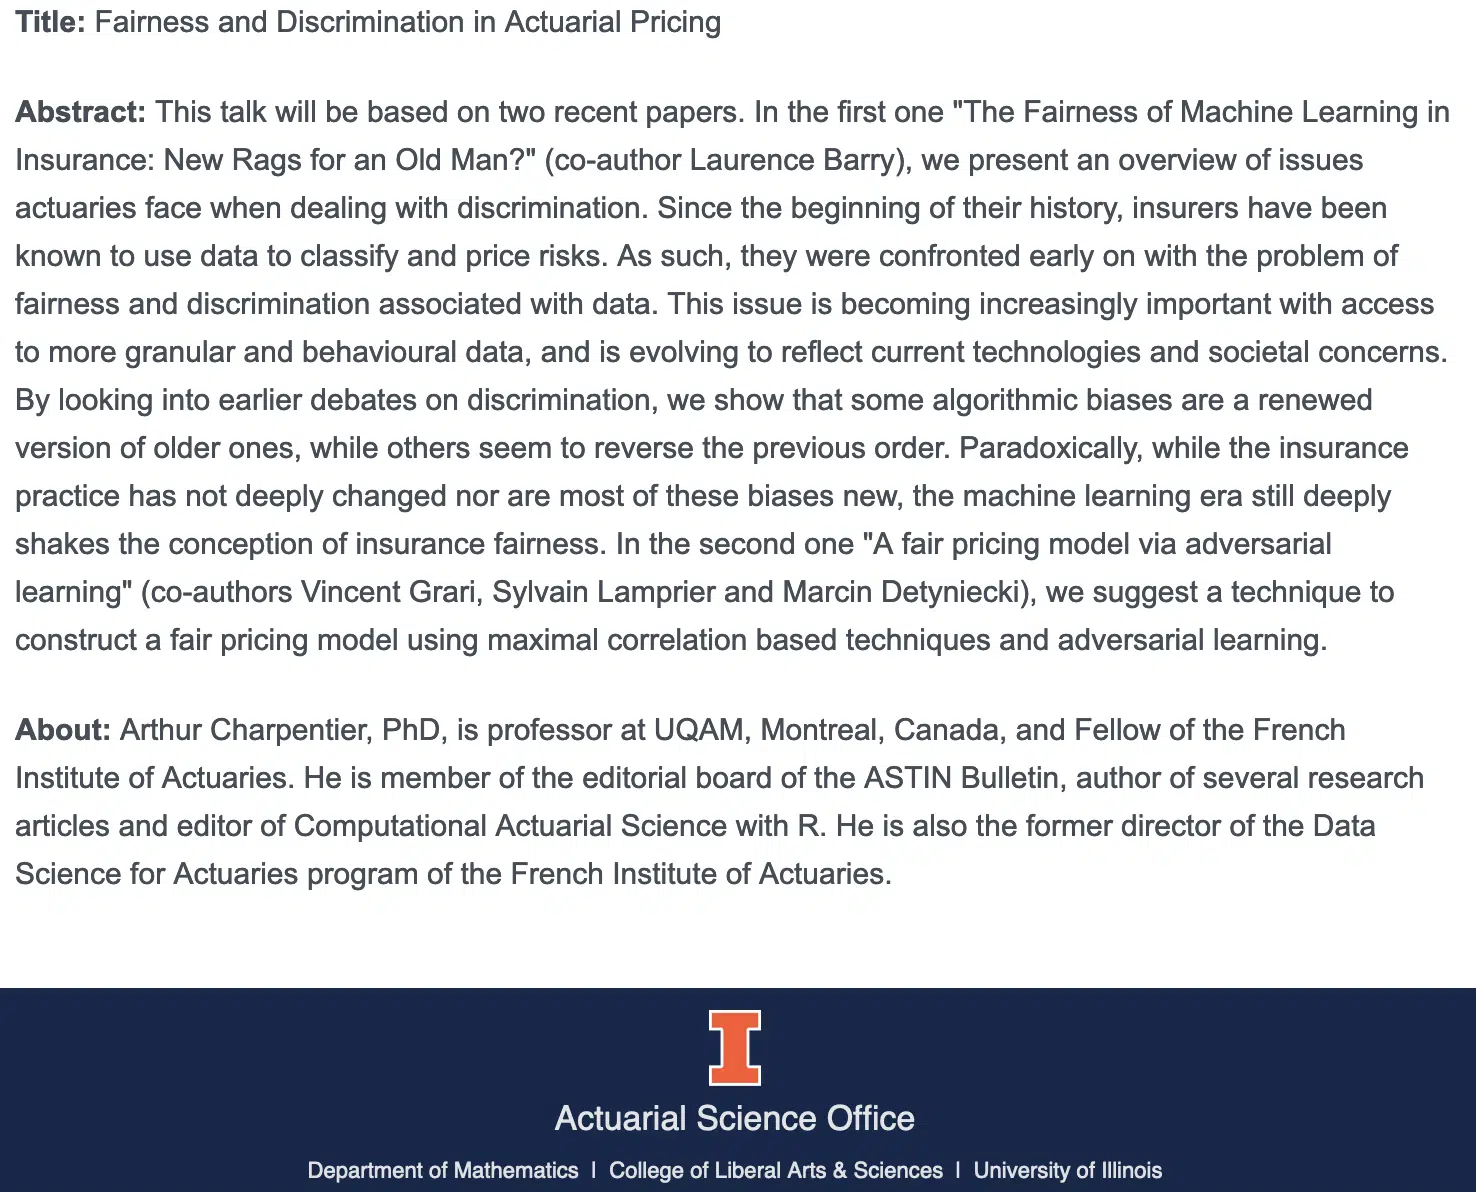 Title: Fairness and Discrimination in Actuarial Pricing
Abstract: This talk will be based on two recent papers. In the first one "The Fairness of Machine Learning in
Insurance: New Rags for an Old Man?" (co-author Laurence Barry), we present an overview of issues
actuaries face when dealing with discrimination. Since the beginning of their history, insurers have been
known to use data to classify and price risks. As such, they were confronted early on with the problem of
fairness and discrimination associated with data. This issue is becoming increasingly important with access
to more granular and behavioural data, and is evolving to reflect current technologies and societal concerns.
By looking into earlier debates on discrimination, we show that some algorithmic biases are a renewed
version of older ones, while others seem to reverse the previous order. Paradoxically, while the insurance
practice has not deeply changed nor are most of these biases new, the machine learning era still deeply
shakes the conception of insurance fairness. In the second one "A fair pricing model via adversarial
learning" (co-authors Vincent Grari, Sylvain Lamprier and Marcin Detyniecki), we suggest a technique to
construct a fair pricing model using maximal correlation based techniques and adversarial learning.
About: Arthur Charpentier, PhD, is professor at UQAM, Montreal, Canada, and Fellow of the French
Institute of Actuaries. He is member of the editorial board of the ASTIN Bulletin, author of several research
articles and editor of Computational Actuarial Science with R. He is also the former director of the Data
Science for Actuaries program of the French Institute of Actuaries.
I
Actuarial Science Office
Department of Mathematics | College of Liberal Arts & Sciences | University of Illinois